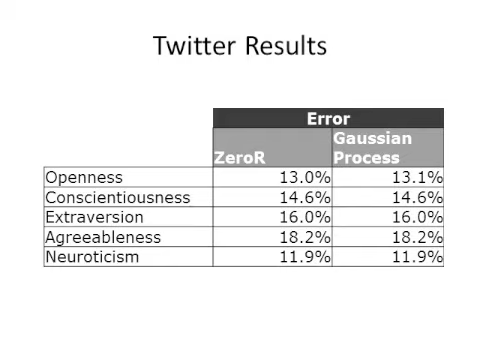 Twitter Results
Error
ZeroR Gaussian Process
Openness 13.0% 13.1%
Conscientiousness 14.6% 14.6%
Extraversion 16.0% 16.0%
Agreeableness 18.2% 18.2%
Neuroticism 11.9% 11.9%